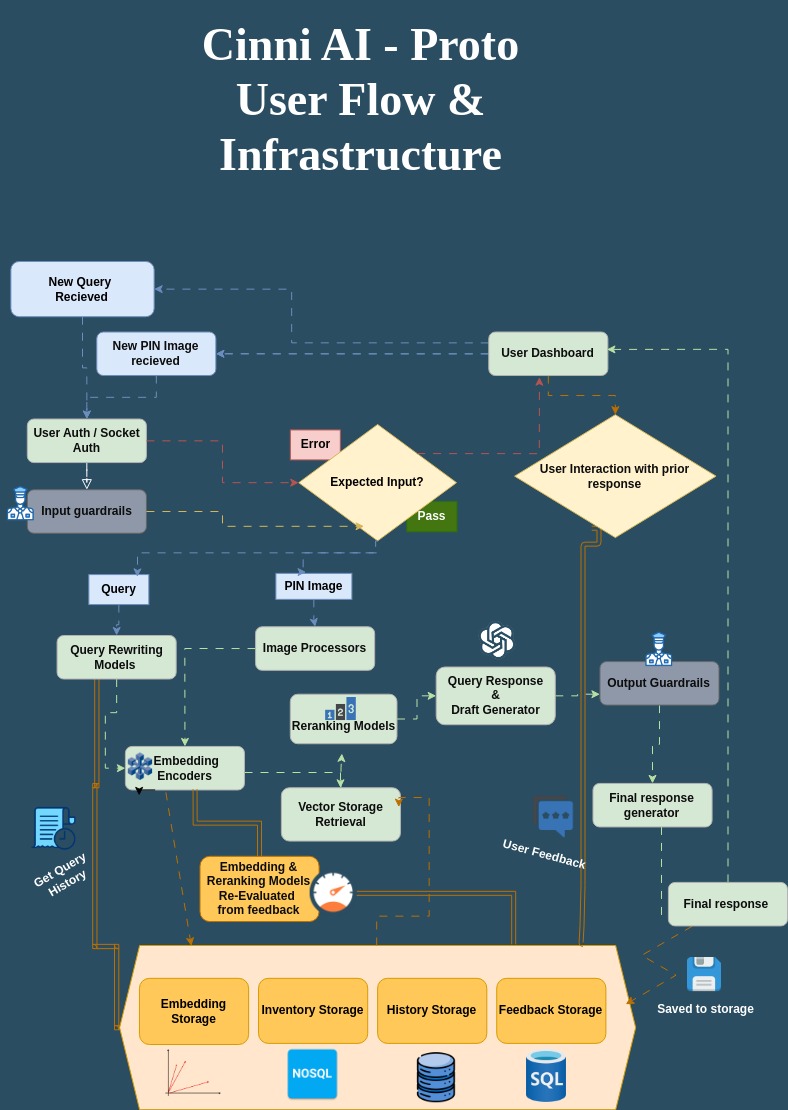 Cinni AI - Proto
User Flow &
Infrastructure
New Query
Recieved
New PIN Image
recieved
User Dashboard
User Auth / Socket
Auth
Error
Expected Input?
User Interaction with prior
response
Input guardrails
Pass
Query
PIN Image
Query Rewriting
Models
Image Processors
Query Response
&
Draft Generator
Output Guardrails
1 2 3
Reranking Models
Embedding
Encoders
Vector Storage
Retrieval
Final response
generator
Get Query
History
User Feedback
Embedding &
Reranking Models
Re-Evaluated
from feedback
Final response
Embedding
Storage
Inventory Storage
History Storage
Feedback Storage
Saved to storage
NOSQL
SQL